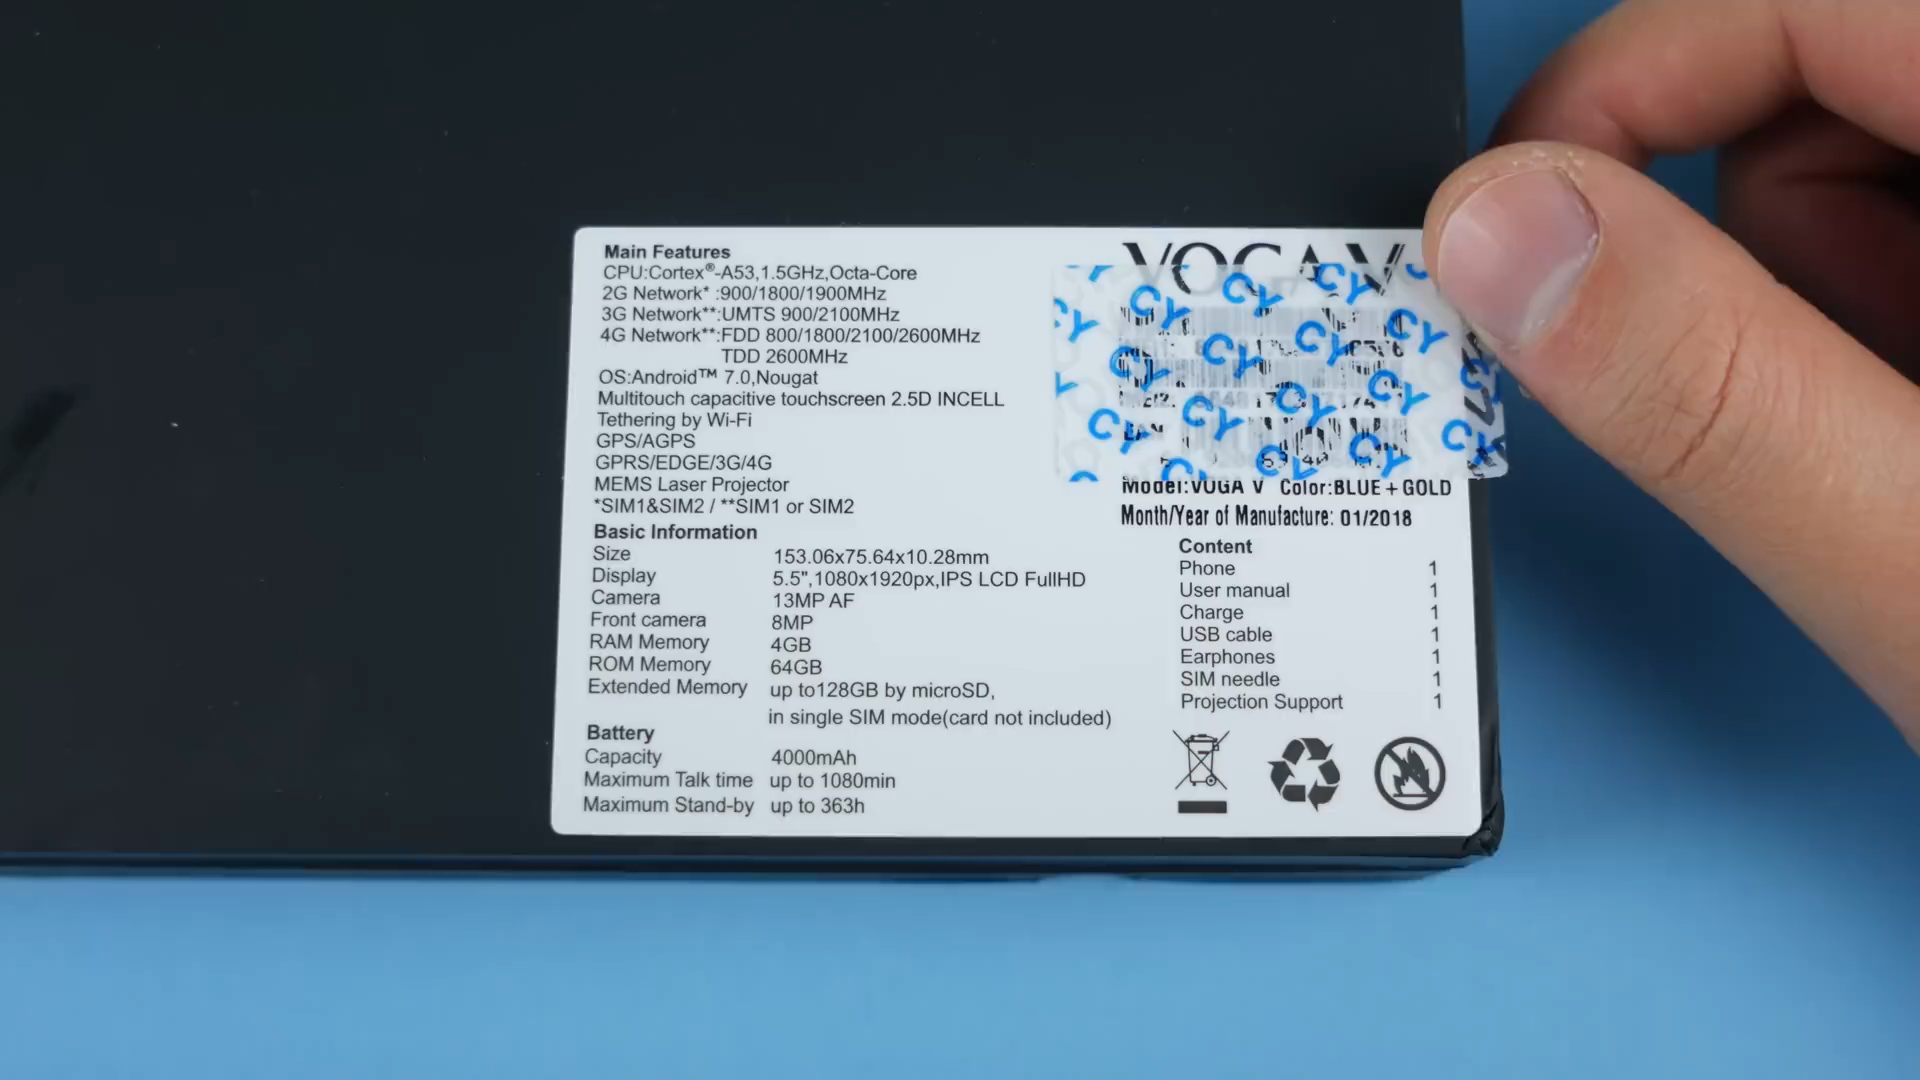 Main Features
CPU:Cortex®-A53,1.5GHz,Octa-Core
2G Network* :900/1800/1900MHz
3G Network**:UMTS 900/2100MHz
4G Network**:FDD 800/1800/2100/2600MHz
TDD 2600MHz
OS:Android™ 7.0,Nougat
Multitouch capacitive touchscreen 2.5D INCELL
Tethering by Wi-Fi
GPS/AGPS
GPRS/EDGE/3G/4G
MEMS Laser Projector
*SIM1&SIM2 / **SIM1 or SIM2
Basic Information
Size 153.06x75.64x10.28mm
Display 5.5",1080x1920px,IPS LCD FullHD
Camera 13MP AF
Front camera 8MP
RAM Memory 4GB
ROM Memory 64GB
Extended Memory up to128GB by microSD,
in single SIM mode(card not included)
Battery
Capacity 4000mAh
Maximum Talk time up to 1080min
Maximum Stand-by up to 363h
VOGA V
Model:VOGA V Color:BLUE+GOLD
Month/Year of Manufacture: 01/2018
Content
Phone 1
User manual 1
Charge 1
USB cable 1
Earphones 1
SIM needle 1
Projection Support 1